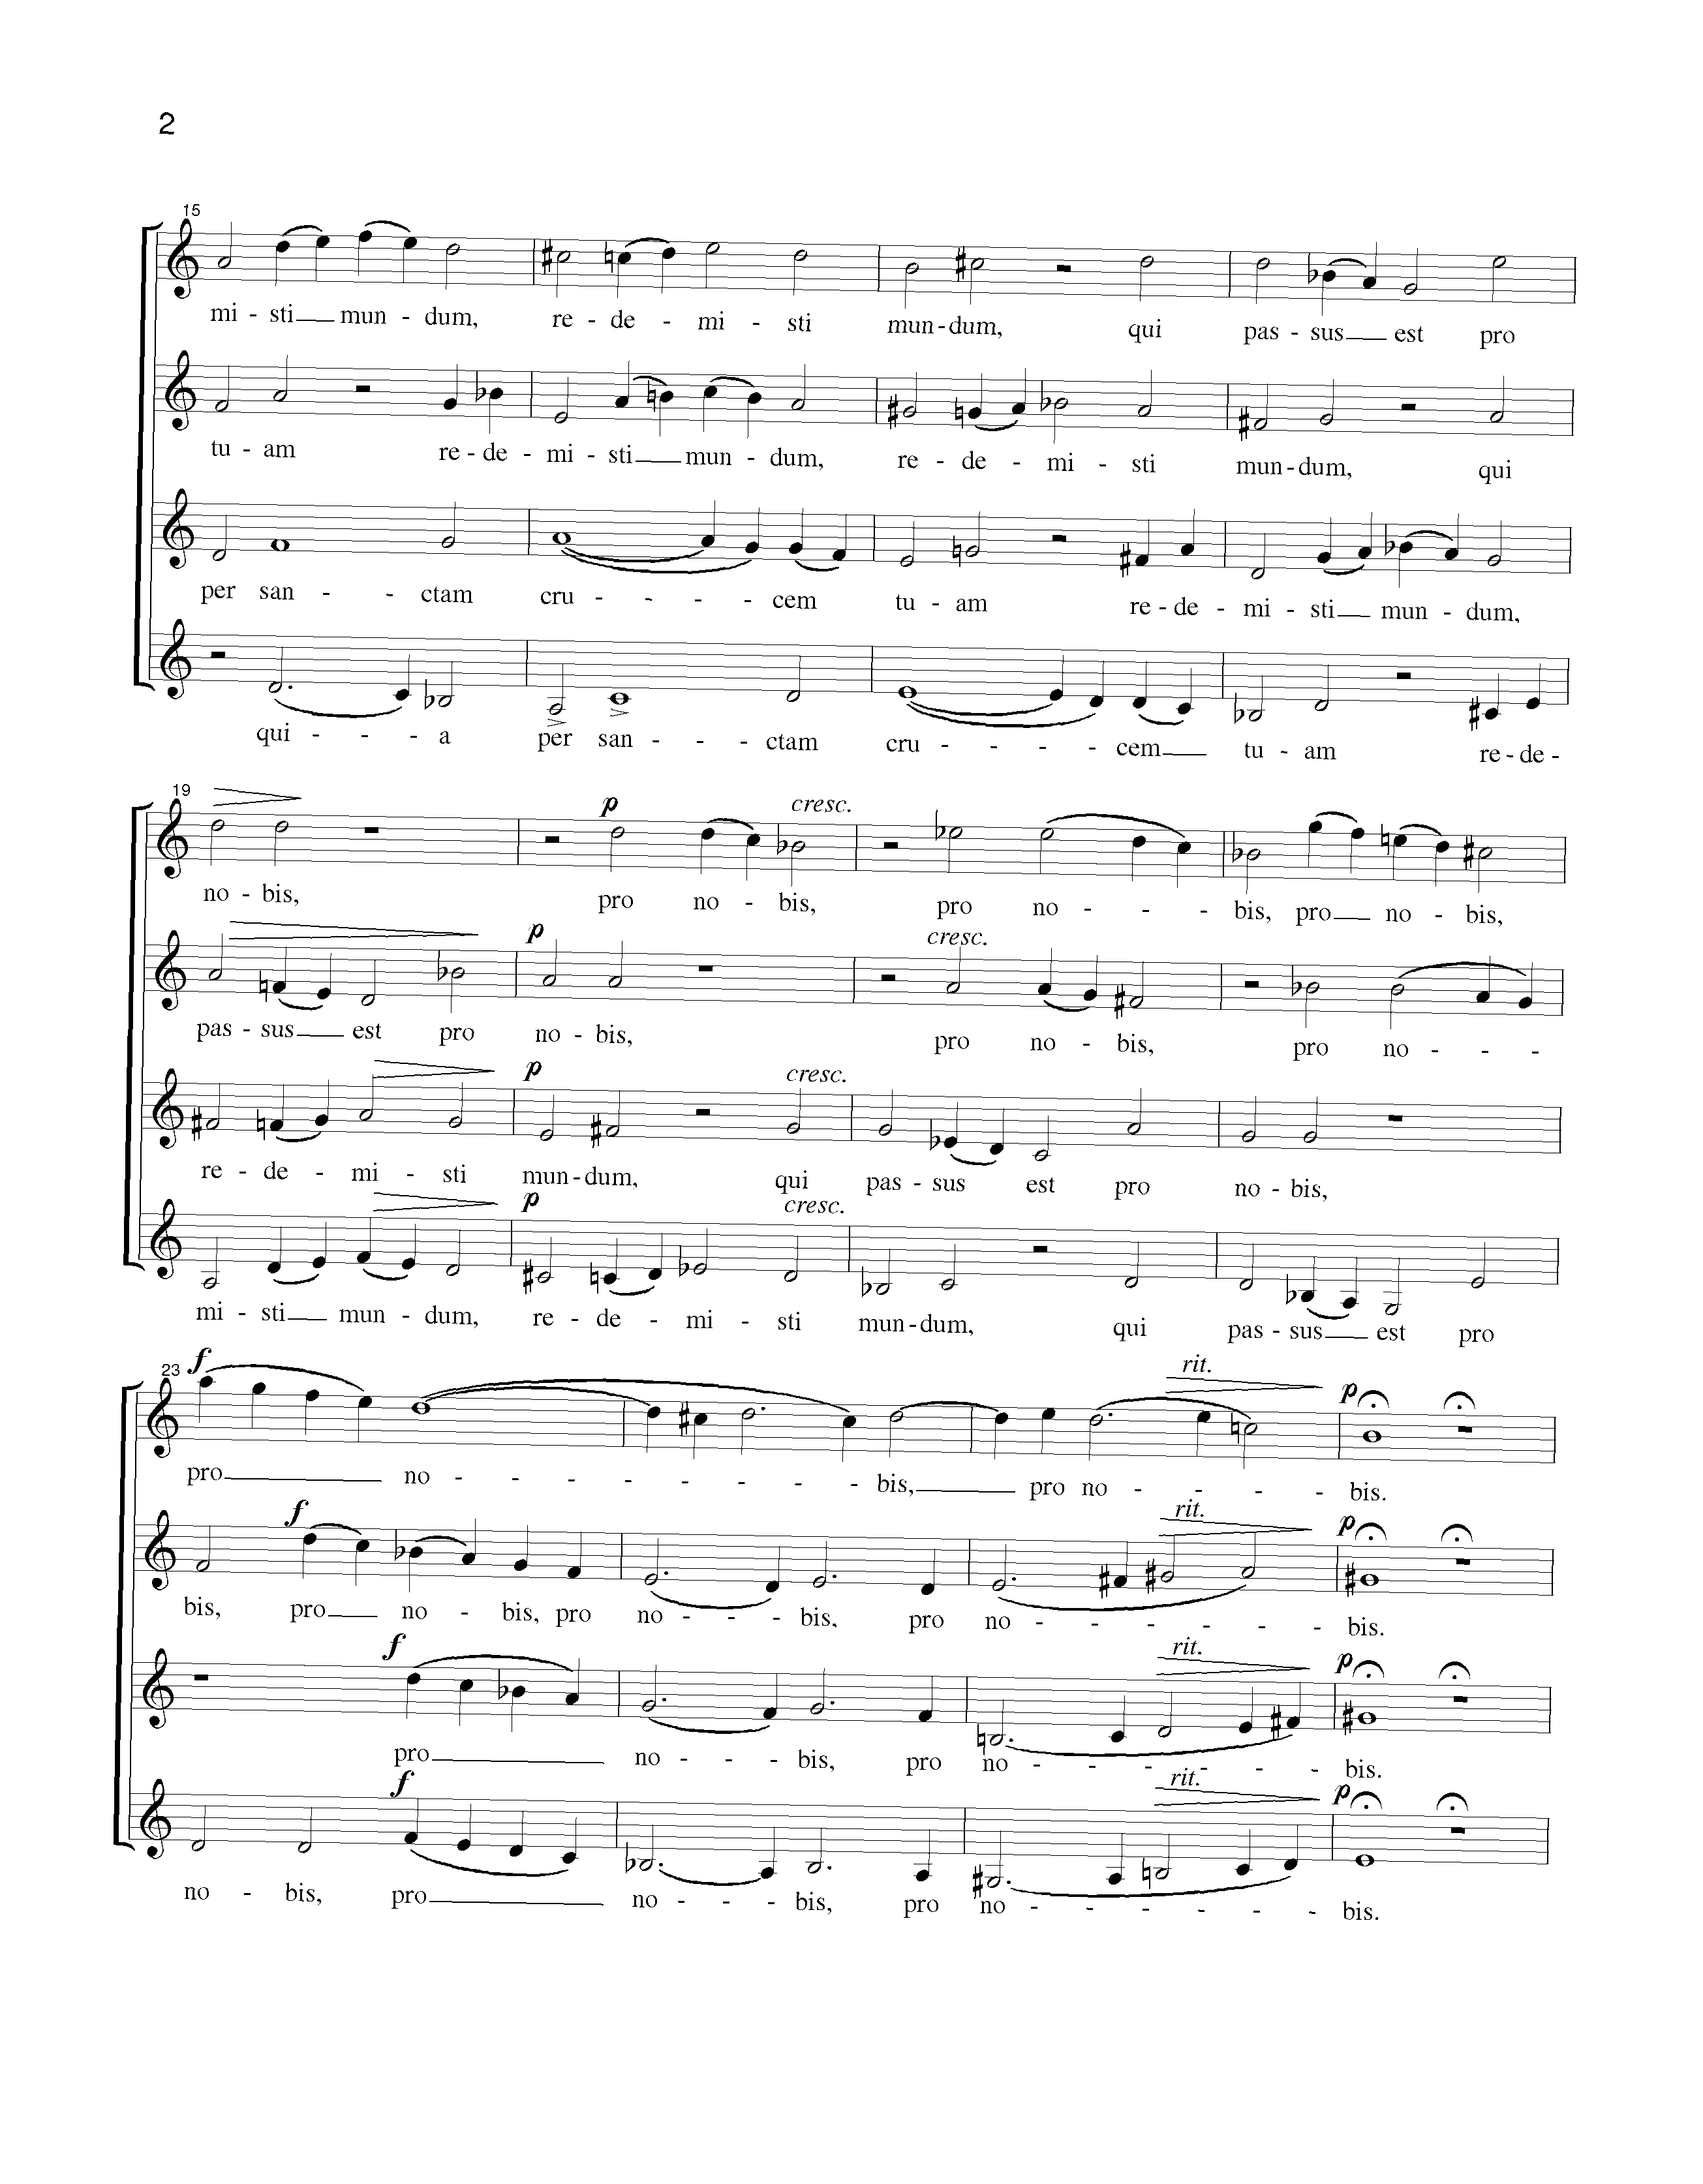 2
15
mi - sti mun - dum, re - de - mi - sti mun - dum, qui pas - sus est pro
tu - am re - de - mi - sti mun - dum, re - de - mi - sti mun - dum, qui
per san - - ctam cru - - - - cem tu - am re - de - mi - sti mun - dum,
qui - - - a per san - - - ctam cru - - - - cem tu - am re - de -
19
p cresc.
no - bis, pro no - bis, pro no - - - bis, pro no - bis,
p cresc.
pas - sus est pro no - bis, pro no - bis, pro no - - -
p cresc.
re - de - mi - sti mun - dum, qui pas - sus est pro no - bis,
p cresc.
mi - sti mun - dum, re - de - mi - sti mun - dum, qui pas - sus est pro
23
f rit. p
pro no - - - - - - - - bis, pro no - - - - bis.
f rit. p
bis, pro no - bis, pro no - - - bis, pro no - - - - - - bis.
f rit. p
pro no - - - bis, pro no - - - - - - bis.
f rit. p
no - bis, pro no - - - bis, pro no - - - - - - bis.